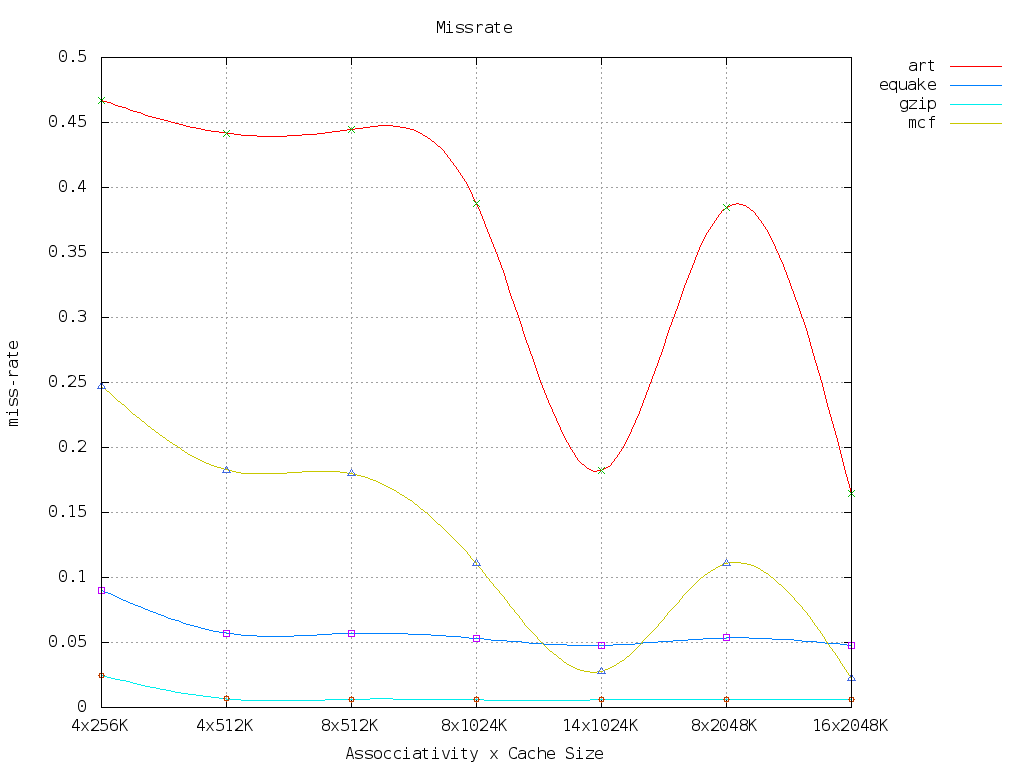 Missrate
0.5
0.45
0.4
0.35
0.3
0.25
0.2
0.15
0.1
0.05
0
miss-rate
4x256K 4x512K 8x512K 8x1024K 14x1024K 8x2048K 16x2048K
Assocciativity x Cache Size
art
equake
gzip
mcf